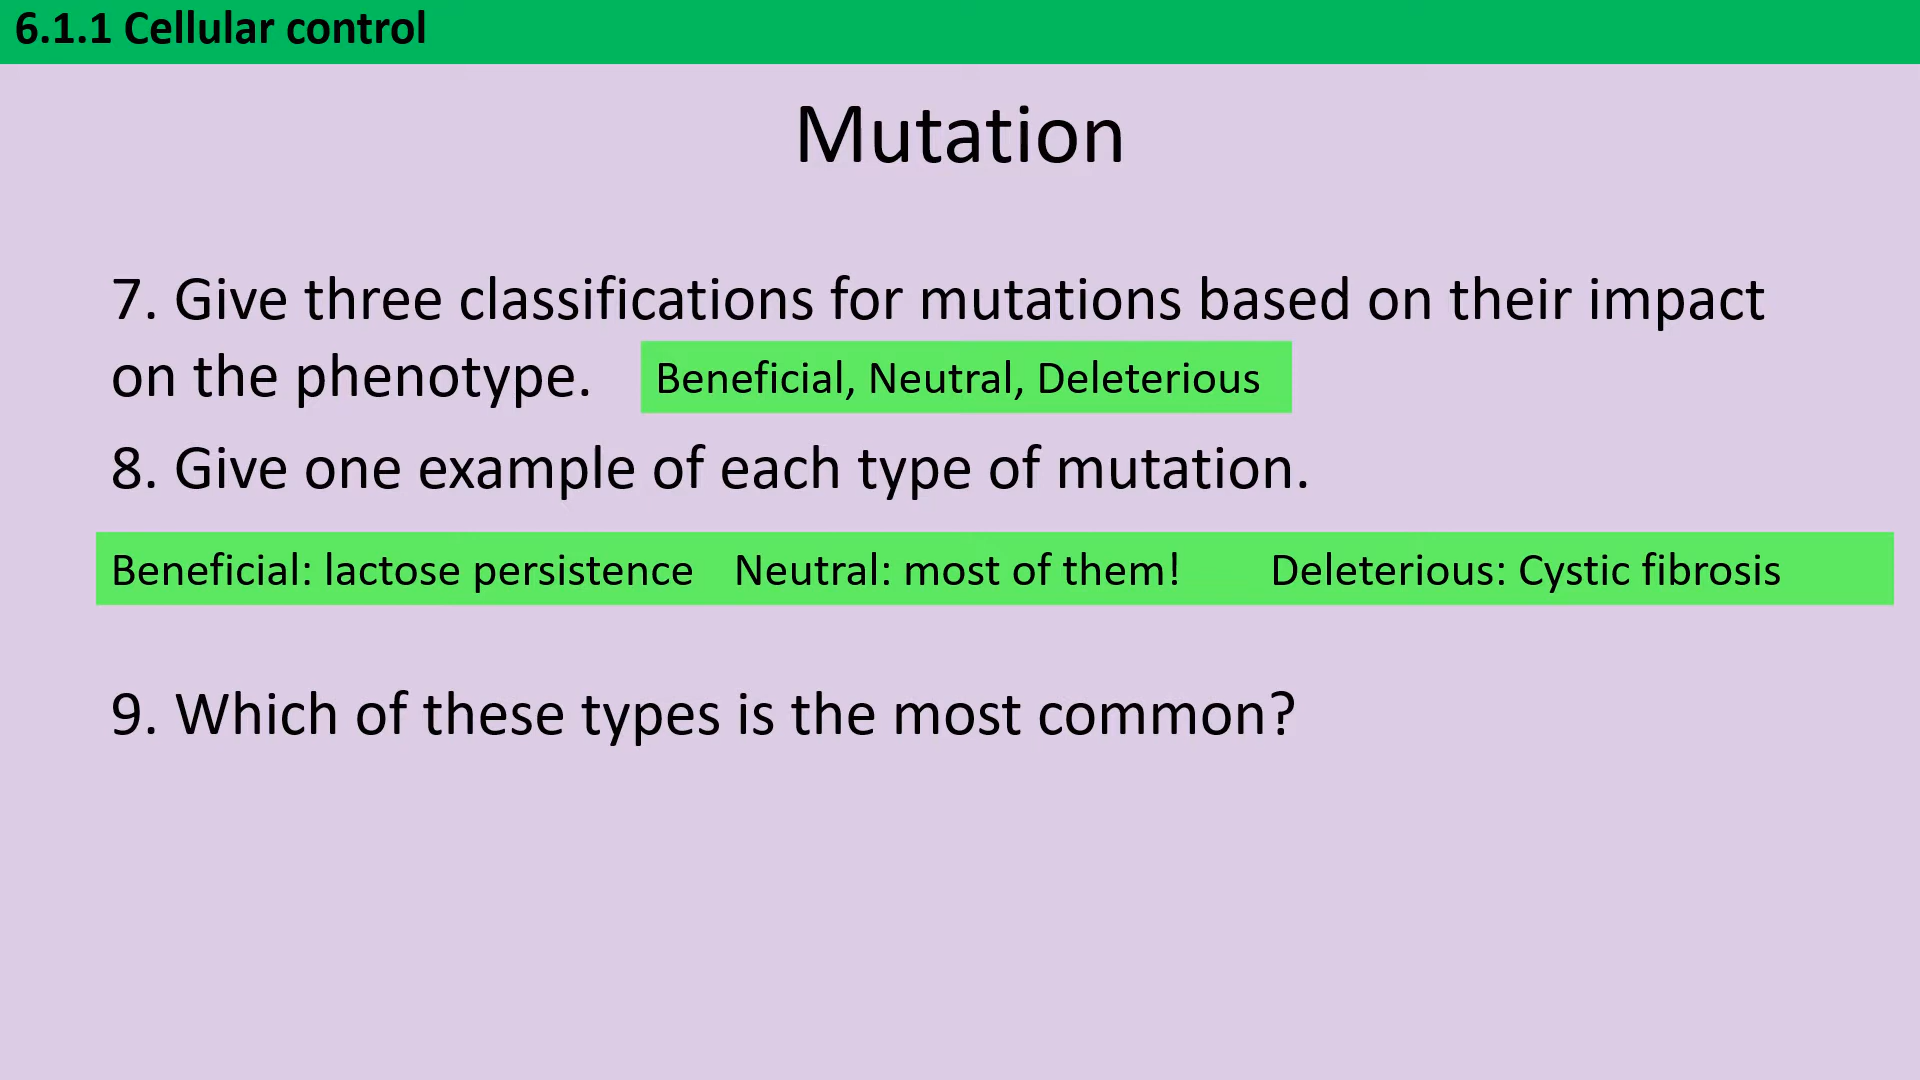 6.1.1 Cellular control
Mutation
7. Give three classifications for mutations based on their impact
on the phenotype. Beneficial, Neutral, Deleterious
8. Give one example of each type of mutation.
Beneficial: lactose persistence Neutral: most of them! Deleterious: Cystic fibrosis
9. Which of these types is the most common?